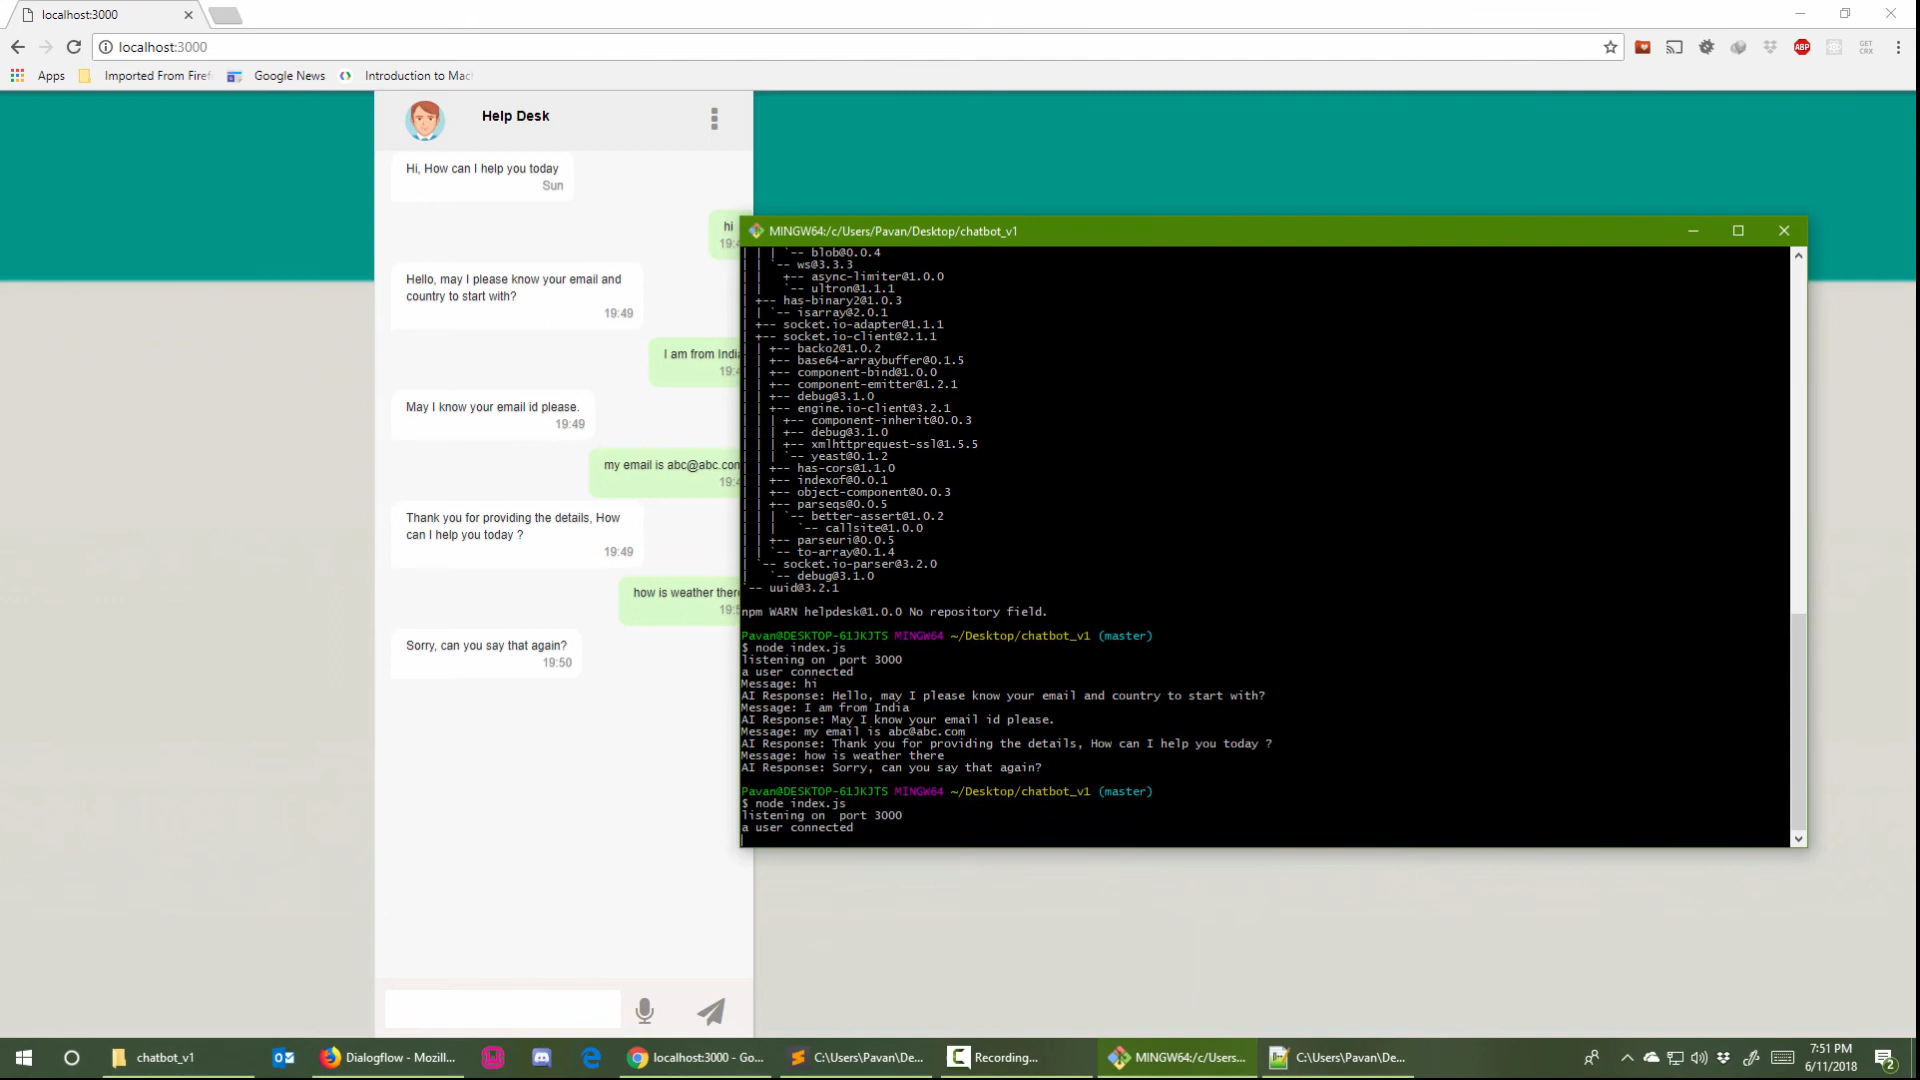 localhost:3000
localhost:3000
GET
CRX
Apps
Imported From Firef
Google News
Introduction to Mac
Help Desk
Hi, How can I help you today
Sun
hi
19:4
Hello, may I please know your email and
country to start with?
19:49
I am from India
19:4
May I know your email id please.
19:49
my email is abc@abc.com
19:4
Thank you for providing the details, How
can I help you today ?
19:49
how is weather there
19:5
Sorry, can you say that again?
19:50
MINGW64:/c/Users/Pavan/Desktop/chatbot_v1
| | | `-- blob@0.0.4
| | `-- ws@3.3.3
| |   +-- async-limiter@1.0.0
| |   `-- ultron@1.1.1
| +-- has-binary2@1.0.3
| | `-- isarray@2.0.1
| +-- socket.io-adapter@1.1.1
| +-- socket.io-client@2.1.1
| | +-- backo2@1.0.2
| | +-- base64-arraybuffer@0.1.5
| | +-- component-bind@1.0.0
| | +-- component-emitter@1.2.1
| | +-- debug@3.1.0
| | +-- engine.io-client@3.2.1
| | | +-- component-inherit@0.0.3
| | | +-- debug@3.1.0
| | | +-- xmlhttprequest-ssl@1.5.5
| | | `-- yeast@0.1.2
| | +-- has-cors@1.1.0
| | +-- indexof@0.0.1
| | +-- object-component@0.0.3
| | +-- parseqs@0.0.5
| | | `-- better-assert@1.0.2
| | |   `-- callsite@1.0.0
| | +-- parseuri@0.0.5
| | `-- to-array@0.1.4
| `-- socket.io-parser@3.2.0
|   `-- debug@3.1.0
`-- uuid@3.2.1
npm WARN helpdesk@1.0.0 No repository field.
Pavan@DESKTOP-61JKJTS MINGW64 ~/Desktop/chatbot_v1 (master)
$ node index.js
listening on  port 3000
a user connected
Message: hi
AI Response: Hello, may I please know your email and country to start with?
Message: I am from India
AI Response: May I know your email id please.
Message: my email is abc@abc.com
AI Response: Thank you for providing the details, How can I help you today ?
Message: how is weather there
AI Response: Sorry, can you say that again?
Pavan@DESKTOP-61JKJTS MINGW64 ~/Desktop/chatbot_v1 (master)
$ node index.js
listening on  port 3000
a user connected
chatbot_v1
Dialogflow - Mozill...
localhost:3000 - Go...
C:\Users\Pavan\De...
Recording...
MINGW64:/c/Users...
C:\Users\Pavan\De...
7:51 PM
6/11/2018
2
ABP